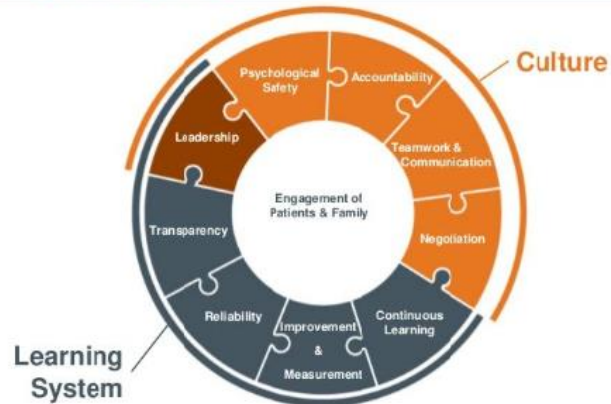 Psychological
Safety
Accountability
Culture
Leadership
Teamwork &
Communication
Engagement of
Patients & Family
Transparency
Negotiation
Reliability
Improvement
&
Measurement
Continuous
Learning
Learning
System